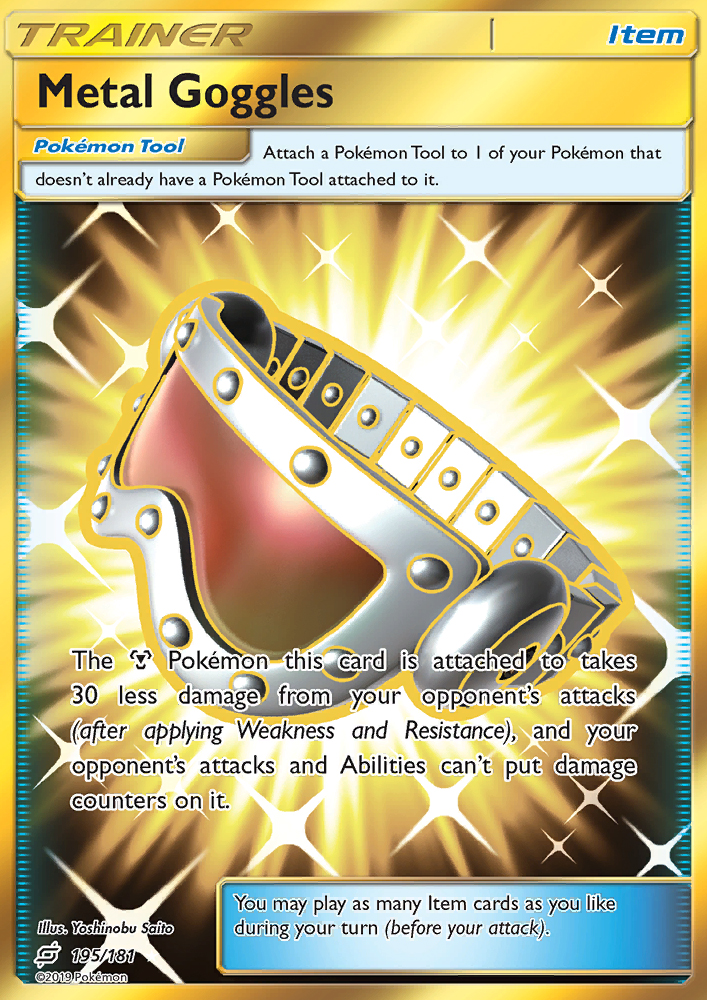 TRAINER
Item
Metal Goggles
Pokémon Tool
Attach a Pokémon Tool to 1 of your Pokémon that
doesn't already have a Pokémon Tool attached to it.
The Pokémon this card is attached to takes
30 less damage from your opponent's attacks
(after applying Weakness and Resistance), and your
opponent's attacks and Abilities can't put damage
counters on it.
You may play as many Item cards as you like
during your turn (before your attack).
Illus. Yoshinobu Saito
195/181
©2019 Pokémon